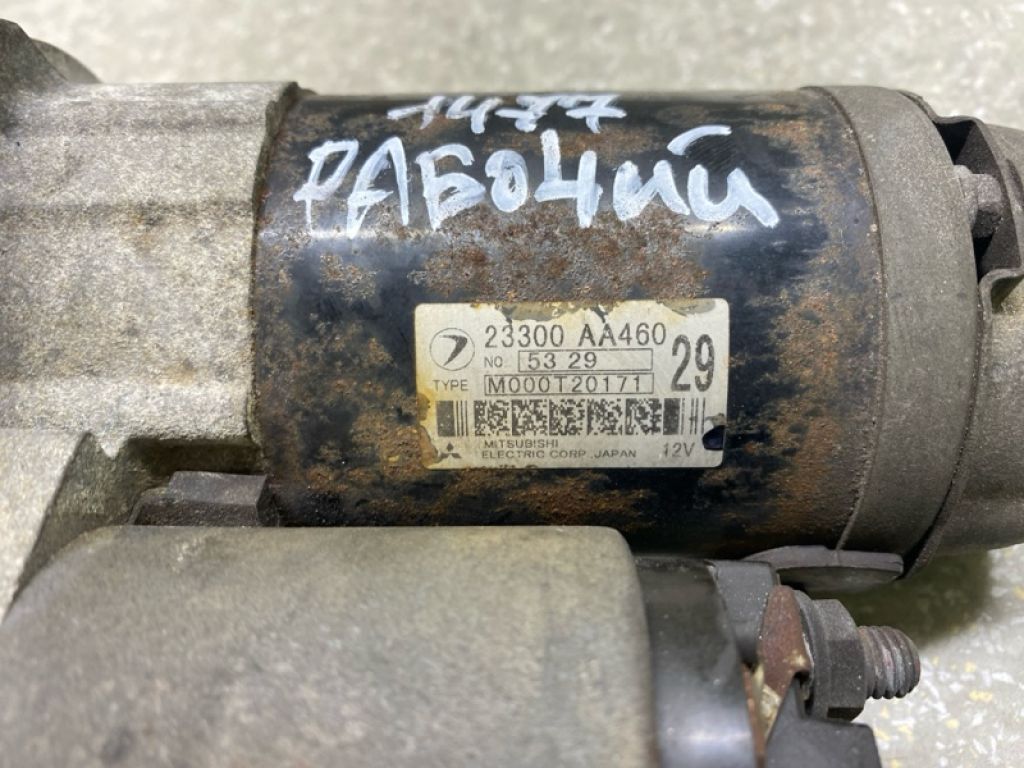 1477
РАБОЧИЙ
23300 AA460
NO 53 29
29
TYPE M000T20171
MITSUBISHI
ELECTRIC CORP., JAPAN 12V